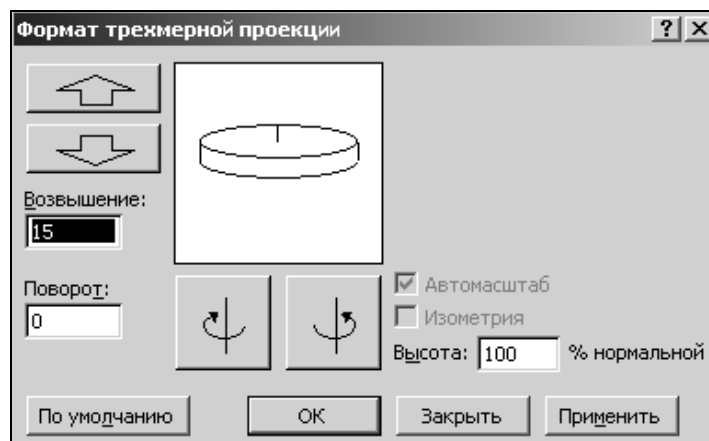 Формат трехмерной проекции
Возвышение:
15
Поворот:
0
Автомасштаб
Изометрия
Высота: 100 % нормальной
По умолчанию ОК Закрыть Применить